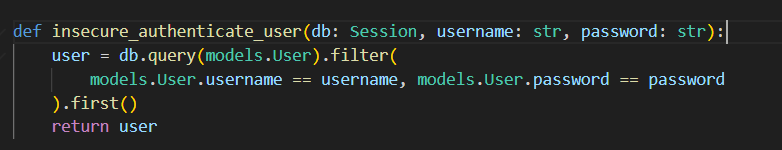 def insecure_authenticate_user(db: Session, username: str, password: str):
    user = db.query(models.User).filter(
        models.User.username == username, models.User.password == password
    ).first()
    return user